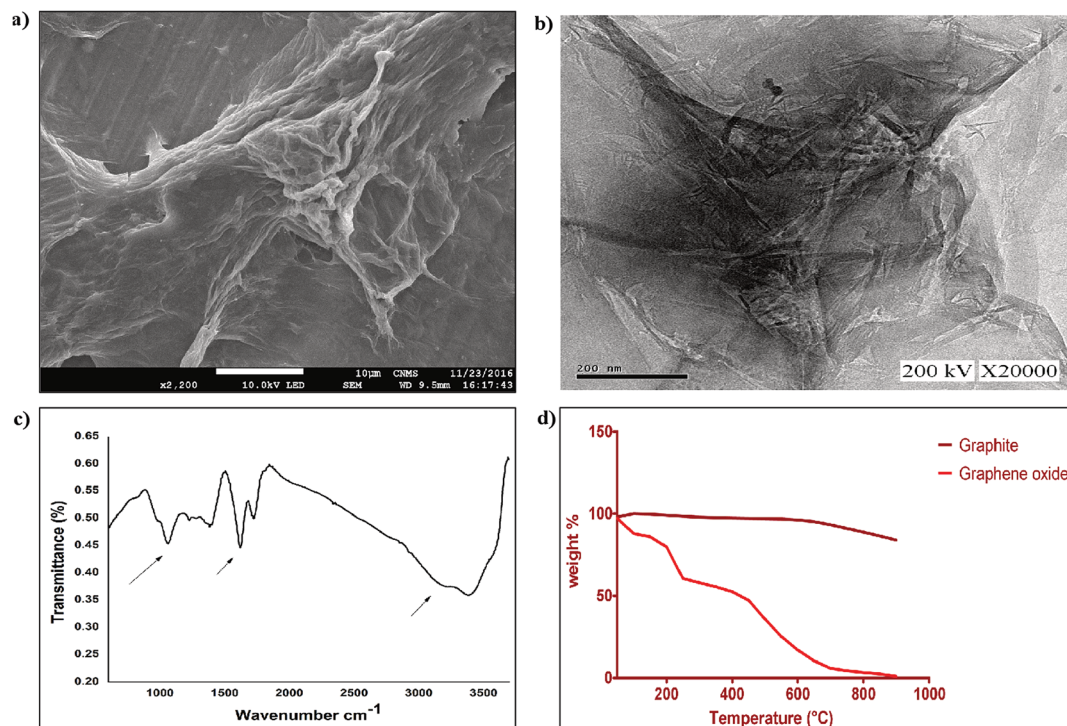 a)
10µm CNMS 11/23/2016
x2,200 10.0kV LED SEM WD 9.5mm 16:17:43
b)
200 nm
200 kV X20000
c)
Transmittance (%)
0.65
0.60
0.55
0.50
0.45
0.40
0.35
0.30
0.25
0.20
1000 1500 2000 2500 3000 3500
Wavenumber cm-1
d)
weight %
150
100
50
0
200 400 600 800 1000
Temperature (°C)
Graphite
Graphene oxide